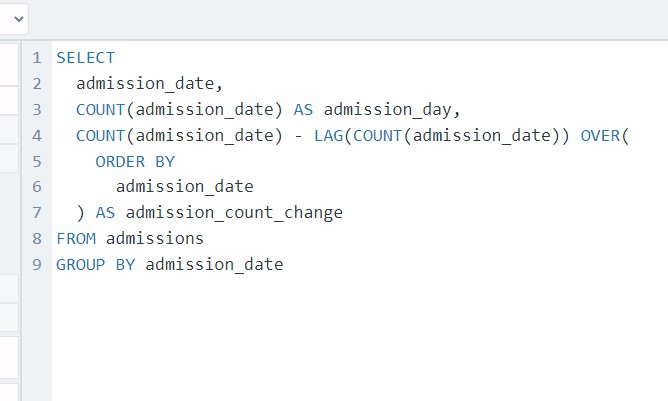 1 SELECT
2 admission_date,
3 COUNT(admission_date) AS admission_day,
4 COUNT(admission_date) - LAG(COUNT(admission_date)) OVER(
5 ORDER BY
6 admission_date
7 ) AS admission_count_change
8 FROM admissions
9 GROUP BY admission_date